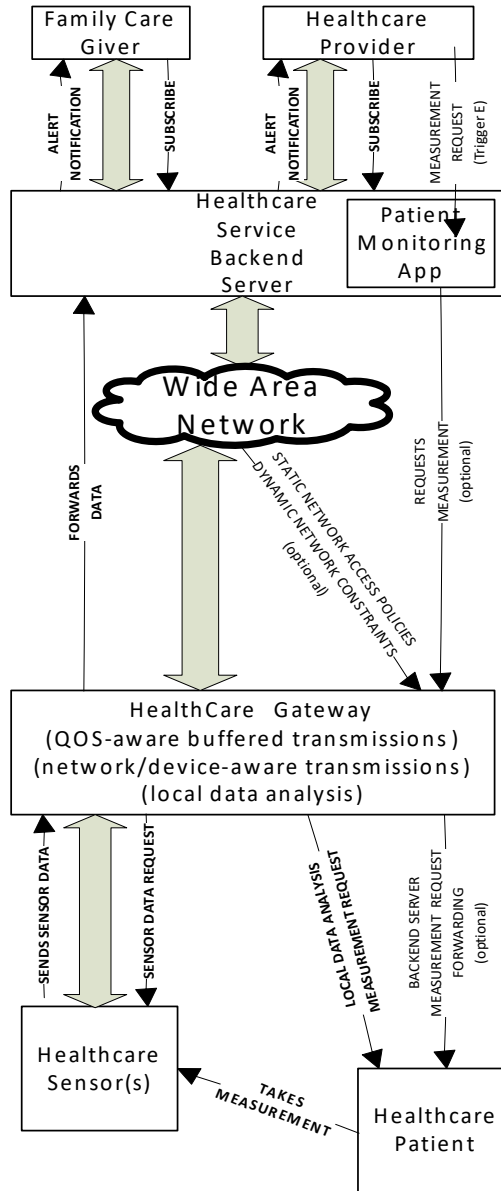 Family Care
Giver
Healthcare
Provider
ALERT
NOTIFICATION
SUBSCRIBE
ALERT
NOTIFICATION
SUBSCRIBE
MEASUREMENT
REQUEST
(Trigger E)
Healthcare
Service
Backend
Server
Patient
Monitoring
App
Wide Area
Network
FORWARDS
DATA
STATIC NETWORK ACCESS POLICIES
DYNAMIC NETWORK CONSTRAINTS
(optional)
REQUESTS
MEASUREMENT
(optional)
HealthCare Gateway
(QOS-aware buffered transmissions)
(network/device-aware transmissions)
(local data analysis)
SENDS SENSOR DATA
SENSOR DATA REQUEST
LOCAL DATA ANALYSIS
MEASUREMENT REQUEST
BACKEND SERVER
MEASUREMENT REQUEST
FORWARDING
(optional)
Healthcare
Sensor(s)
TAKES
MEASUREMENT
Healthcare
Patient